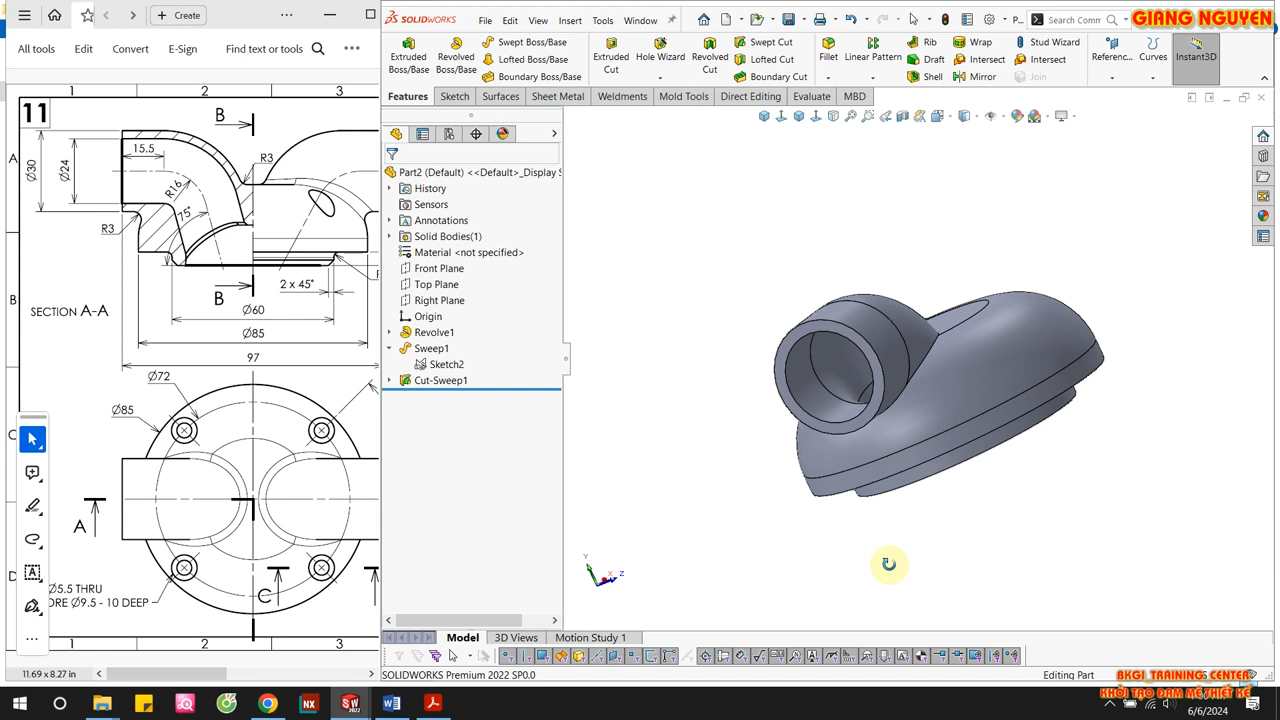 Create
SOLIDWORKS File Edit View Insert Tools Window
P...
Search Comm
GIANG NGUYEN
All tools Edit Convert E-Sign Find text or tools
Extruded Boss/Base
Revolved Boss/Base
Swept Boss/Base
Lofted Boss/Base
Boundary Boss/Base
Extruded Cut
Hole Wizard
Revolved Cut
Swept Cut
Lofted Cut
Boundary Cut
Fillet
Linear Pattern
Rib
Draft
Shell
Wrap
Intersect
Mirror
Stud Wizard
Intersect
Join
Referenc...
Curves
Instant3D
Features Sketch Surfaces Sheet Metal Weldments Mold Tools Direct Editing Evaluate MBD
1 2 3
11
B
A
15.5
R3
Ø30
Ø24
R16
75°
R3
B
B
2 x 45°
SECTION A-A
Ø60
Ø85
97
Ø72
Ø85
C
A
D
Ø5.5 THRU
ORE Ø9.5 - 10 DEEP
C
1 2 3
11.69 x 8.27 in
Part2 (Default) <<Default>_Display S
History
Sensors
Annotations
Solid Bodies(1)
Material <not specified>
Front Plane
Top Plane
Right Plane
Origin
Revolve1
Sweep1
Sketch2
Cut-Sweep1
Y
X
Z
Model 3D Views Motion Study 1
SOLIDWORKS Premium 2022 SP0.0
Editing Part
BKGI_TRAINING_CENTER
KHƠI TẠO ĐAM MÊ THIẾT KẾ
6/6/2024